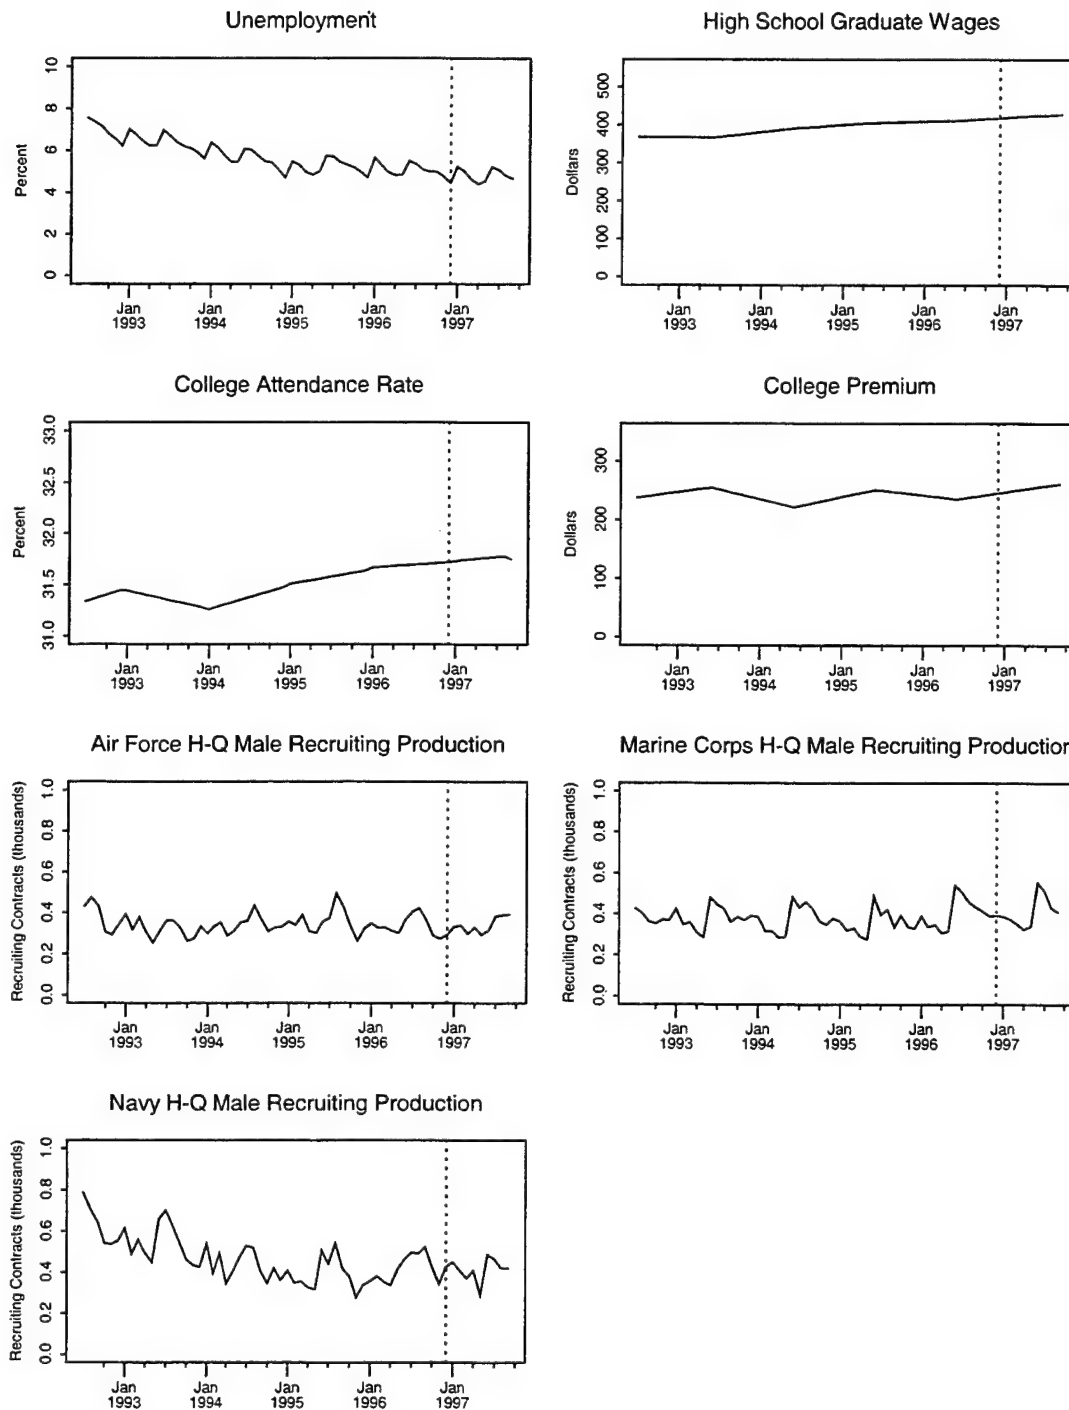 Unemployment
Percent
10
8
6
4
2
0
Jan
1993
Jan
1994
Jan
1995
Jan
1996
Jan
1997
High School Graduate Wages
Dollars
500
400
300
200
100
0
Jan
1993
Jan
1994
Jan
1995
Jan
1996
Jan
1997
College Attendance Rate
Percent
33.0
32.5
32.0
31.5
31.0
Jan
1993
Jan
1994
Jan
1995
Jan
1996
Jan
1997
College Premium
Dollars
300
200
100
0
Jan
1993
Jan
1994
Jan
1995
Jan
1996
Jan
1997
Air Force H-Q Male Recruiting Production
Recruiting Contracts (thousands)
1.0
0.8
0.6
0.4
0.2
0.0
Jan
1993
Jan
1994
Jan
1995
Jan
1996
Jan
1997
Marine Corps H-Q Male Recruiting Production
Recruiting Contracts (thousands)
1.0
0.8
0.6
0.4
0.2
0.0
Jan
1993
Jan
1994
Jan
1995
Jan
1996
Jan
1997
Navy H-Q Male Recruiting Production
Recruiting Contracts (thousands)
1.0
0.8
0.6
0.4
0.2
0.0
Jan
1993
Jan
1994
Jan
1995
Jan
1996
Jan
1997